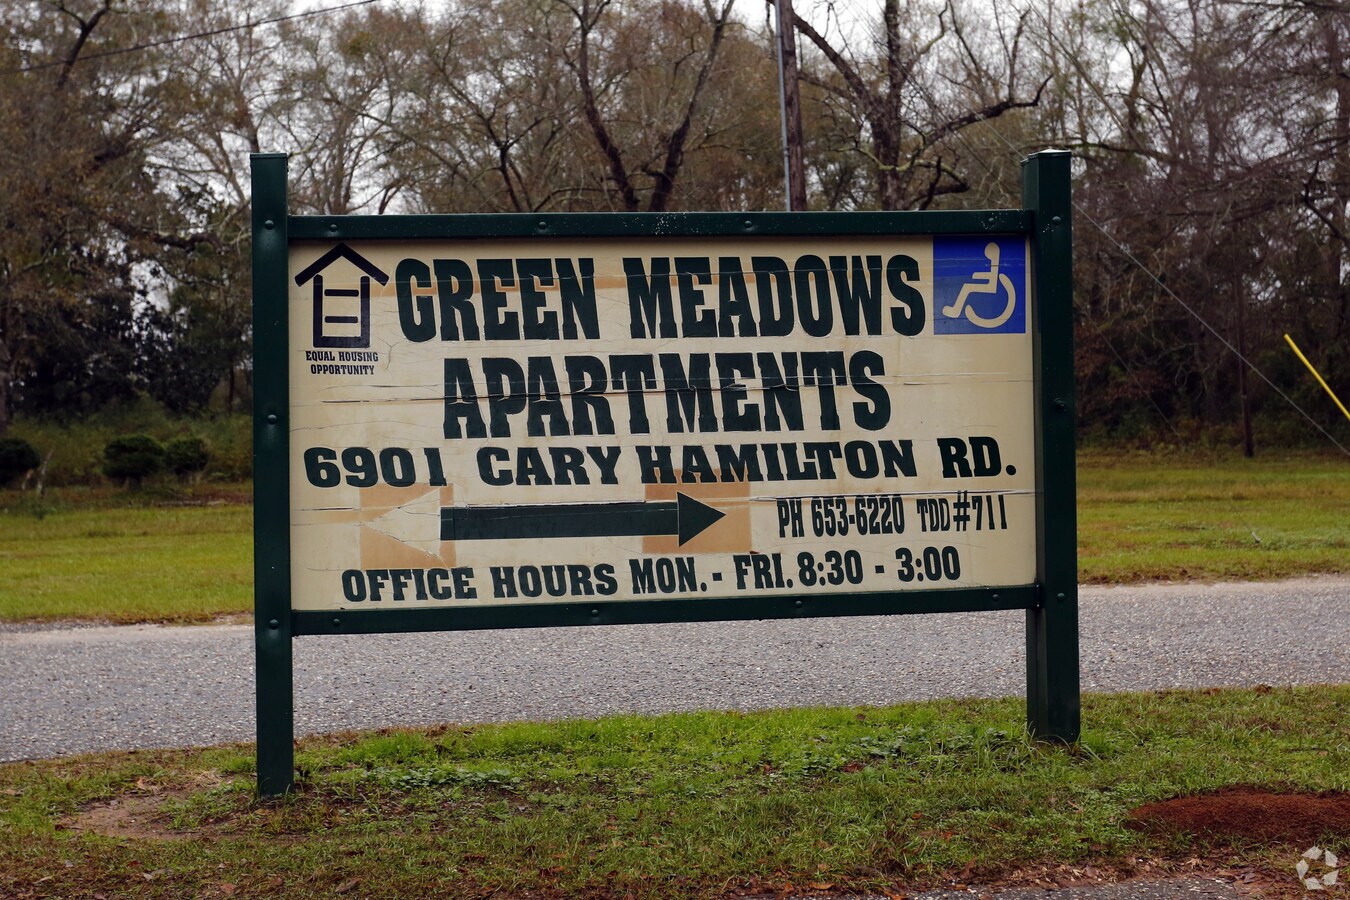 GREEN MEADOWS
EQUAL HOUSING
OPPORTUNITY
APARTMENTS
6901 CARY HAMILTON RD.
PH 653-6220 TDD#711
OFFICE HOURS MON.- FRI. 8:30 - 3:00